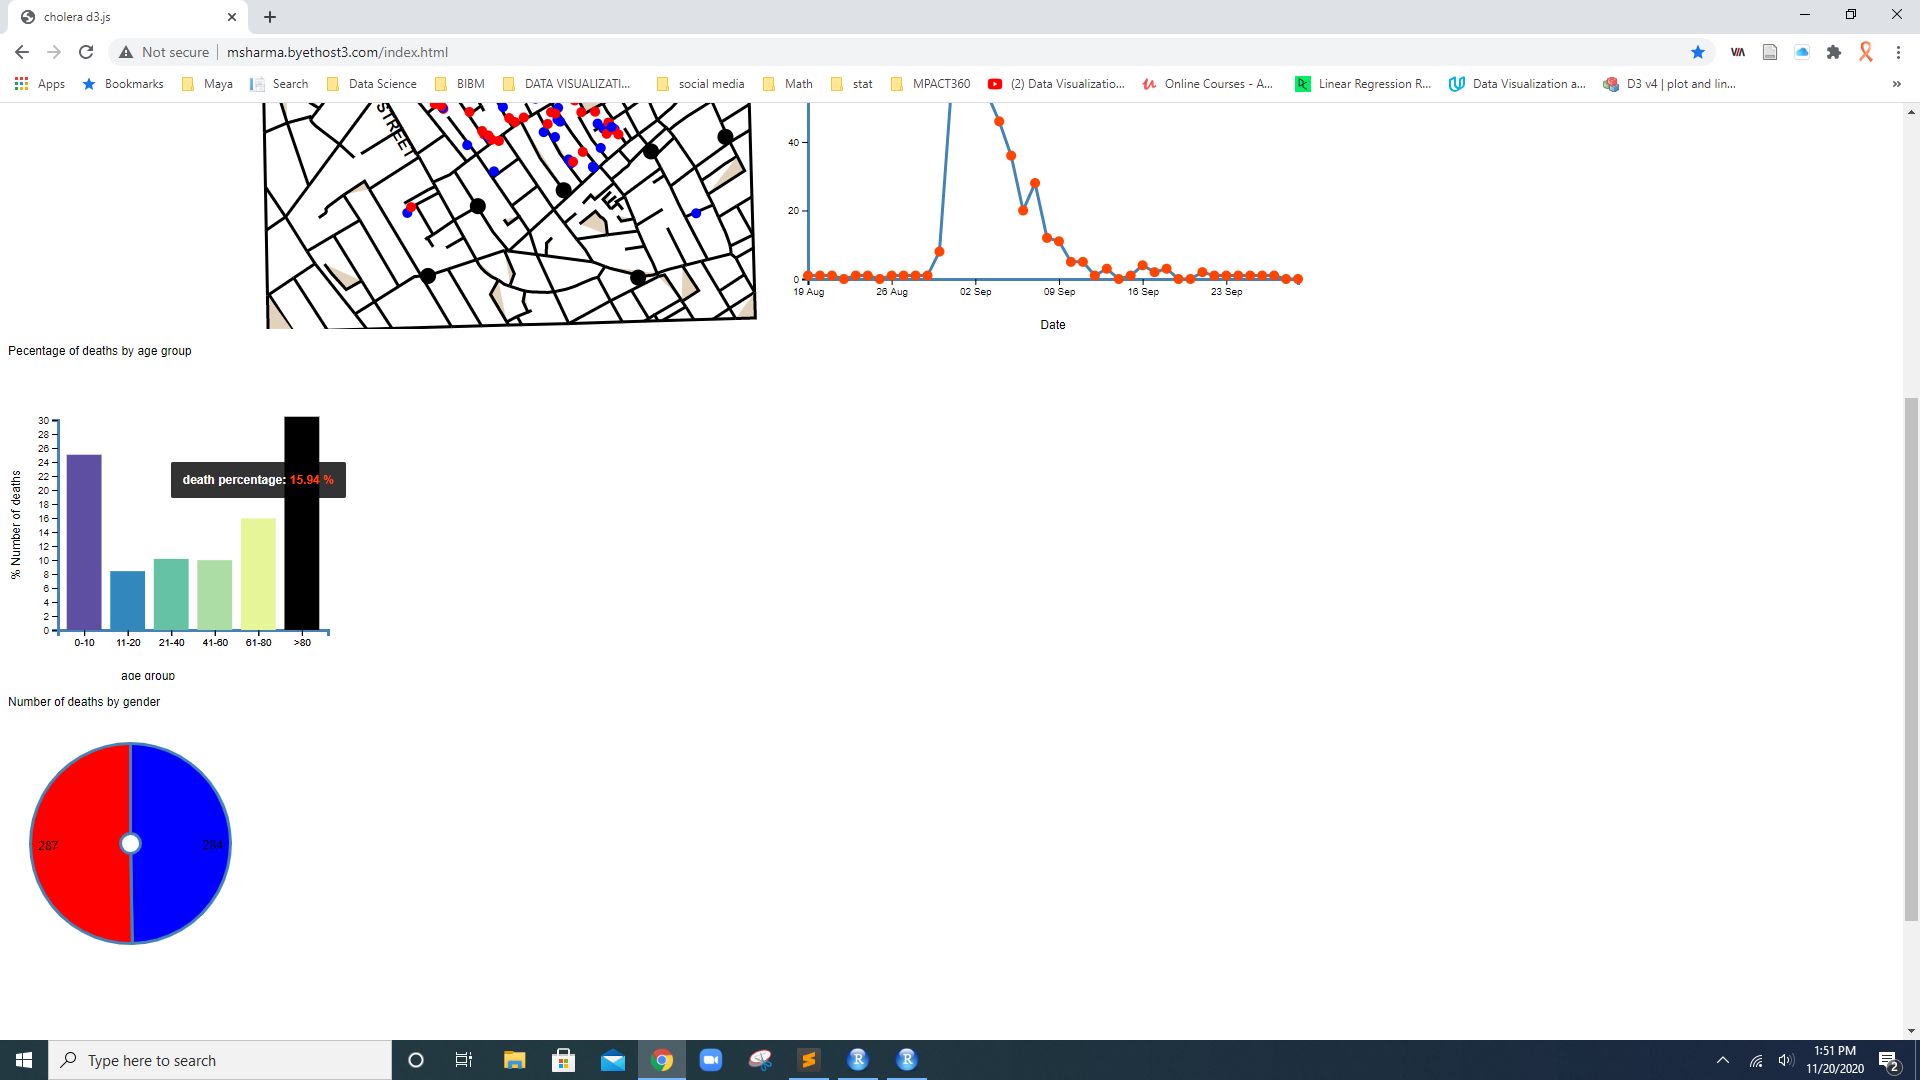 cholera d3.js
Not secure
msharma.byethost3.com/index.html
Apps Bookmarks Maya Search Data Science BIBM DATA VISUALIZATI... social media Math stat MPACT360 (2) Data Visualizatio... Online Courses - A... Linear Regression R... Data Visualization a... D3 v4 | plot and lin... »
STREET
40
20
0
19 Aug 26 Aug 02 Sep 09 Sep 16 Sep 23 Sep
Date
Pecentage of deaths by age group
30
28
26
24
22
20
18
16
14
12
10
8
6
4
2
0
% Number of deaths
death percentage: 15.94 %
0-10 11-20 21-40 41-60 61-80 >80
age group
Number of deaths by gender
287 284
Type here to search
1:51 PM
11/20/2020
2